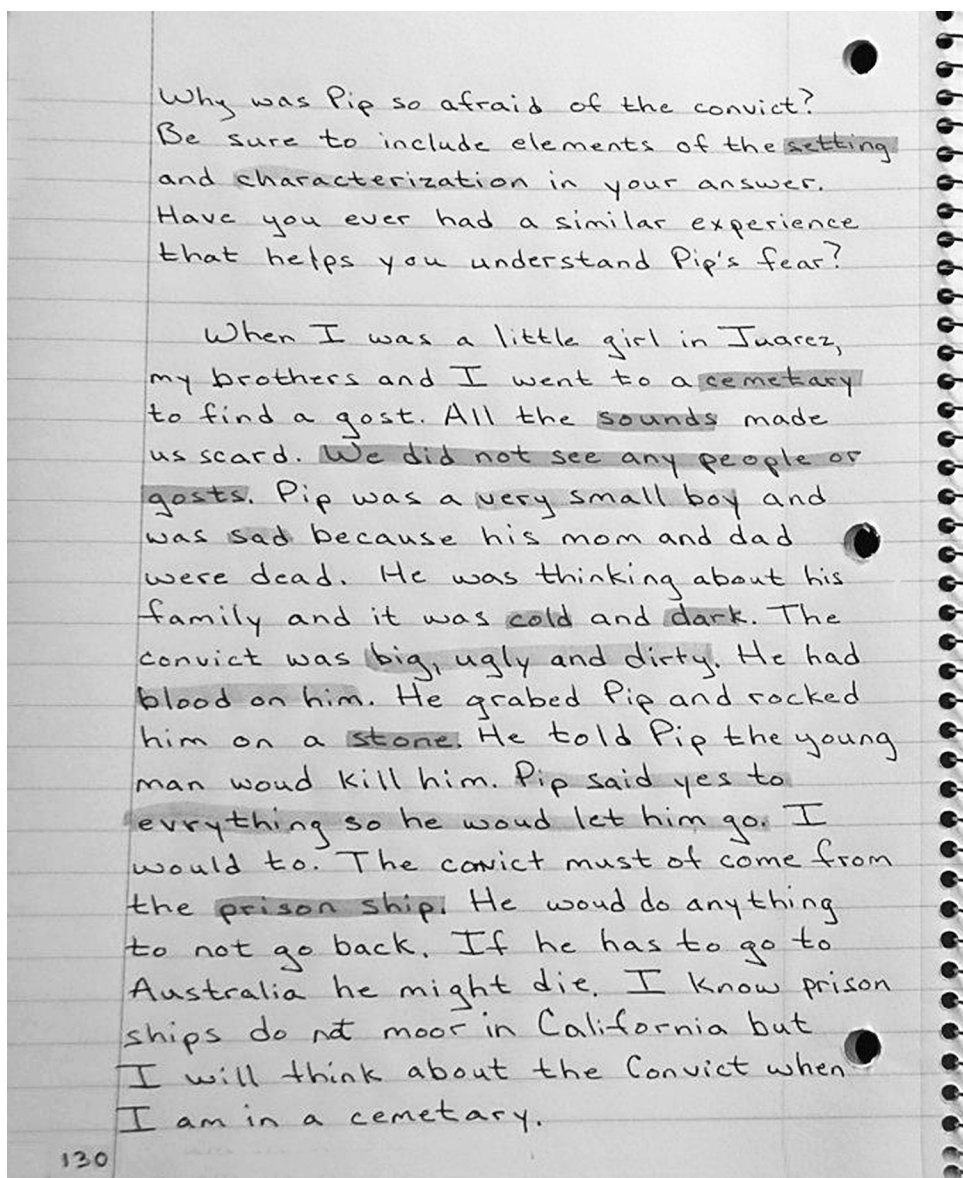 Why was Pip so afraid of the convict?
Be sure to include elements of the setting
and characterization in your answer.
Have you ever had a similar experience
that helps you understand Pip's fear?
When I was a little girl in Juarez,
my brothers and I went to a cemetary
to find a gost. All the sounds made
us scard. We did not see any people or
gosts. Pip was a very small boy and
was sad because his mom and dad
were dead. He was thinking about his
family and it was cold and dark. The
convict was big, ugly and dirty. He had
blood on him. He grabed Pip and rocked
him on a stone. He told Pip the young
man woud kill him. Pip said yes to
evrything so he woud let him go. I
would to. The convict must of come from
the prison ship. He woud do anything
to not go back. If he has to go to
Australia he might die. I know prison
ships do not moor in California but
I will think about the Convict when
I am in a cemetary.
130